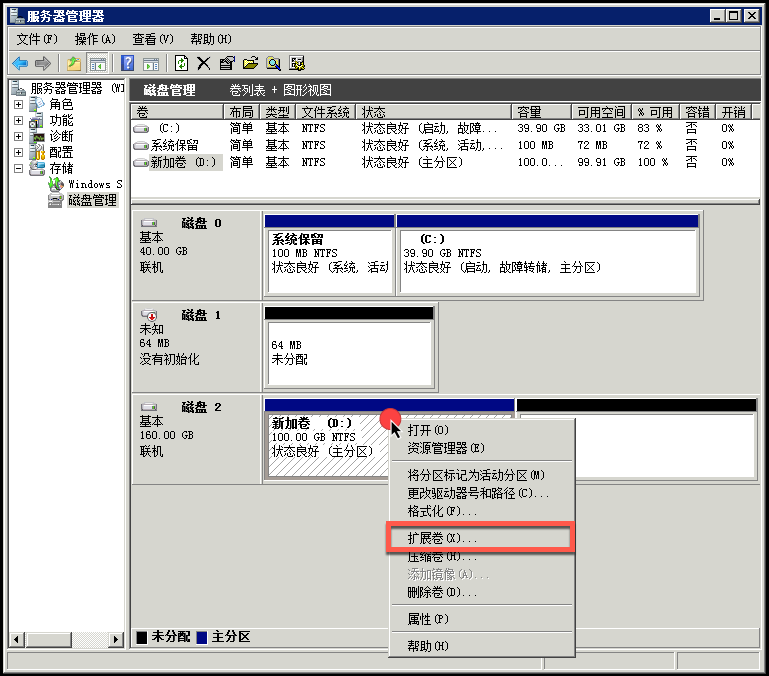 服务器管理器
文件(F) 操作(A) 查看(V) 帮助(H)
服务器管理器 (WI
角色
功能
诊断
配置
存储
Windows S
磁盘管理
磁盘管理 卷列表 + 图形视图
卷 布局 类型 文件系统 状态 容量 可用空间 % 可用 容错 开销
(C:) 简单 基本 NTFS 状态良好 (启动, 故障... 39.90 GB 33.01 GB 83 % 否 0%
系统保留 简单 基本 NTFS 状态良好 (系统, 活动,... 100 MB 72 MB 72 % 否 0%
新加卷 (D:) 简单 基本 NTFS 状态良好 (主分区) 100.0... 99.91 GB 100 % 否 0%
磁盘 0
基本
40.00 GB
联机
系统保留
100 MB NTFS
状态良好 (系统, 活动
(C:)
39.90 GB NTFS
状态良好 (启动, 故障转储, 主分区)
磁盘 1
未知
64 MB
没有初始化
64 MB
未分配
磁盘 2
基本
160.00 GB
联机
新加卷 (D:)
100.00 GB NTFS
状态良好 (主分区)
打开(O)
资源管理器(E)
将分区标记为活动分区(M)
更改驱动器号和路径(C)...
格式化(F)...
扩展卷(X)...
压缩卷(H)...
添加镜像(A)...
删除卷(D)...
属性(P)
帮助(H)
未分配 主分区